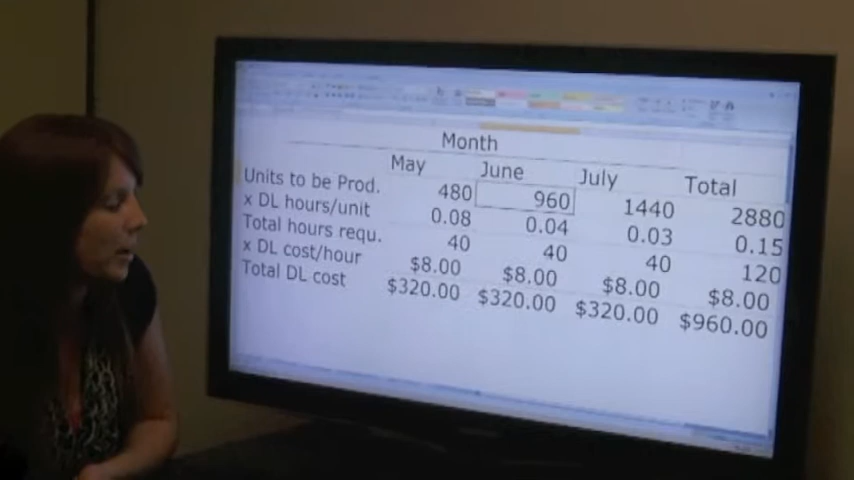 Month
May June July Total
Units to be Prod. 480 960 1440 2880
x DL hours/unit 0.08 0.04 0.03 0.15
Total hours requ. 40 40 40 120
x DL cost/hour $8.00 $8.00 $8.00 $8.00
Total DL cost $320.00 $320.00 $320.00 $960.00